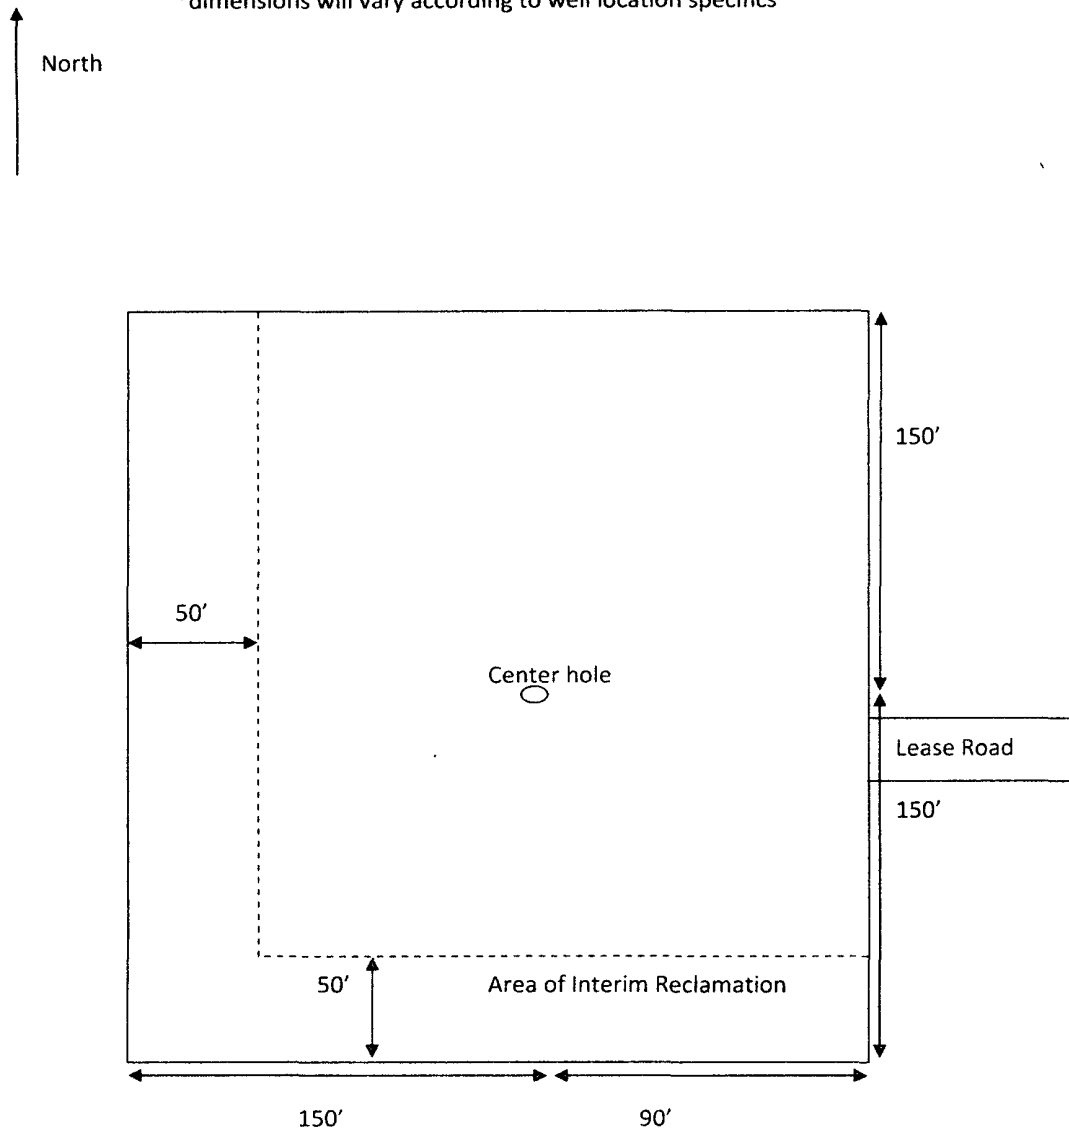 dimensions will vary according to well location specifics
North
150'
50'
Center hole
Lease Road
150'
50'
Area of Interim Reclamation
150'
90'